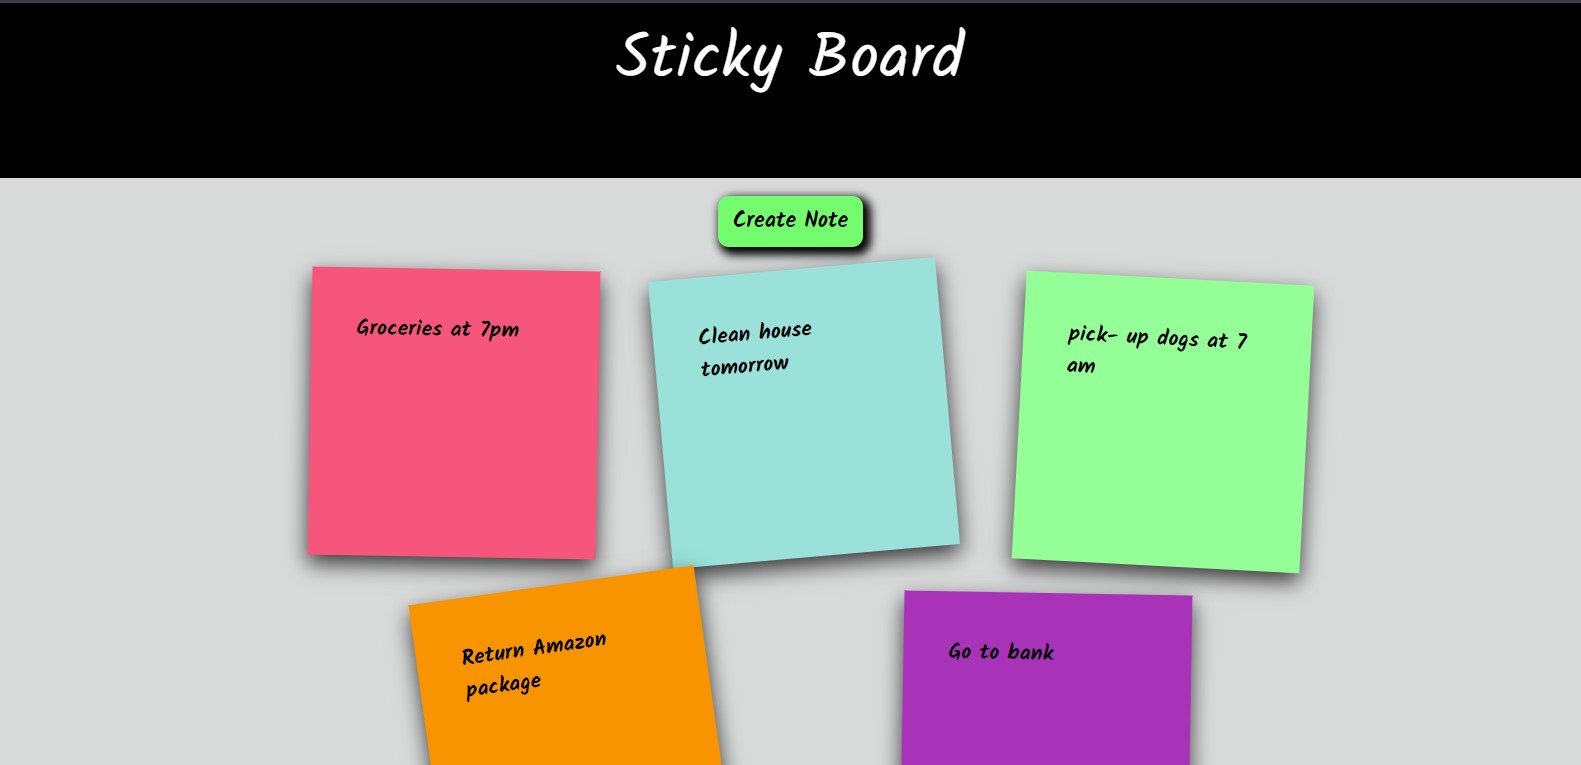 Sticky Board
Create Note
Groceries at 7pm
Clean house
tomorrow
pick- up dogs at 7
am
Return Amazon
package
Go to bank